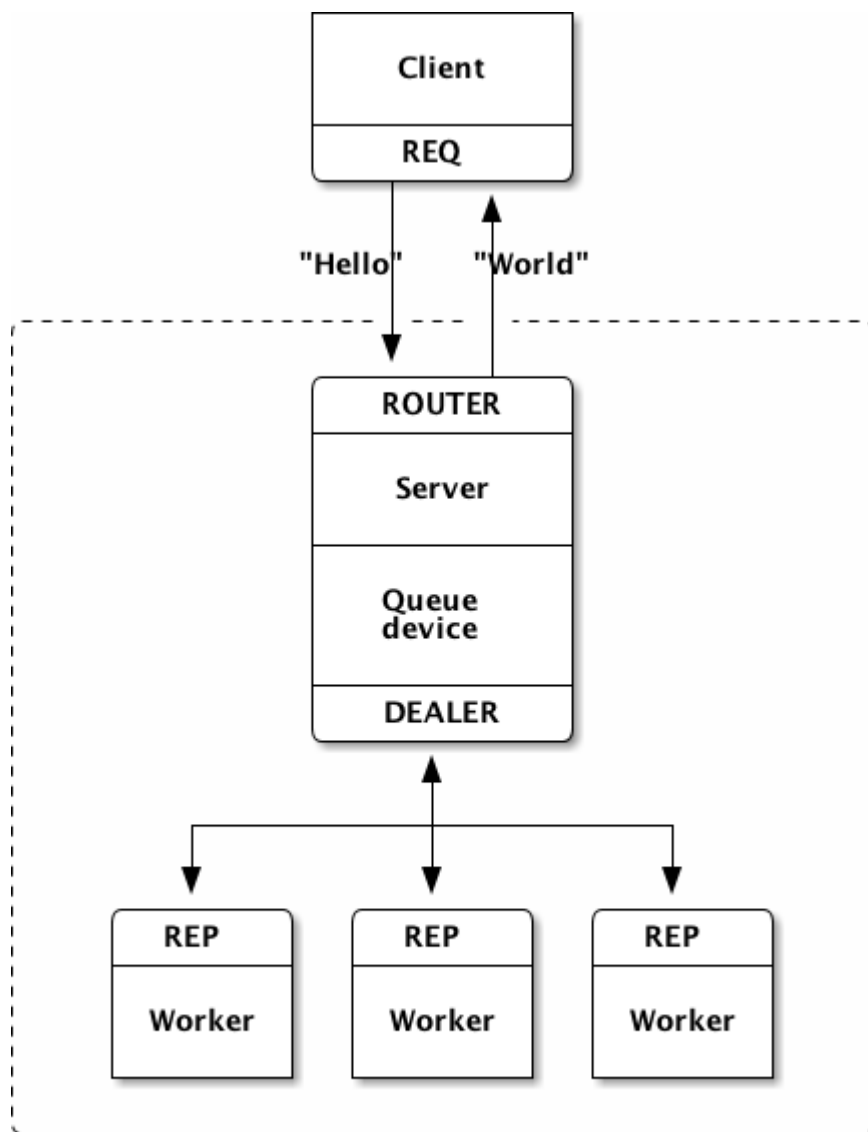 Client
REQ
"Hello"
"World"
ROUTER
Server
Queue
device
DEALER
REP
REP
REP
Worker
Worker
Worker